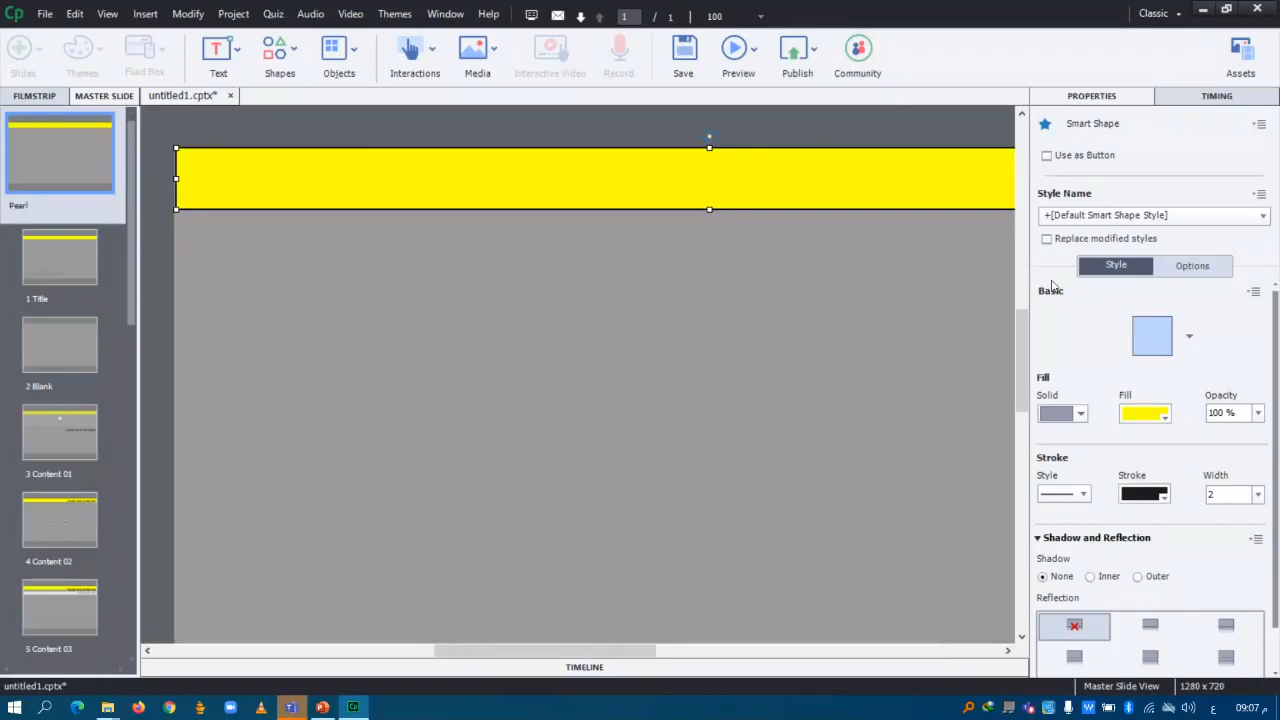 Cp File Edit View Insert Modify Project Quiz Audio Video Themes Window Help 1 / 1 100 Classic
Slides Themes Fluid Box Text Shapes Objects Interactions Media Interactive Video Record Save Preview Publish Community Assets
FILMSTRIP MASTER SLIDE untitled1.cptx* × PROPERTIES TIMING
Smart Shape
Use as Button
Pearl
Style Name
+[Default Smart Shape Style]
Replace modified styles
Style Options
Basic
1 Title
2 Blank
Fill
Solid Fill Opacity
100 %
Stroke
3 Content 01
Style Stroke Width
2
Shadow and Reflection
4 Content 02
Shadow
None Inner Outer
Reflection
5 Content 03
TIMELINE
untitled1.cptx* Master Slide View 1280 x 720
ع 09:07 م